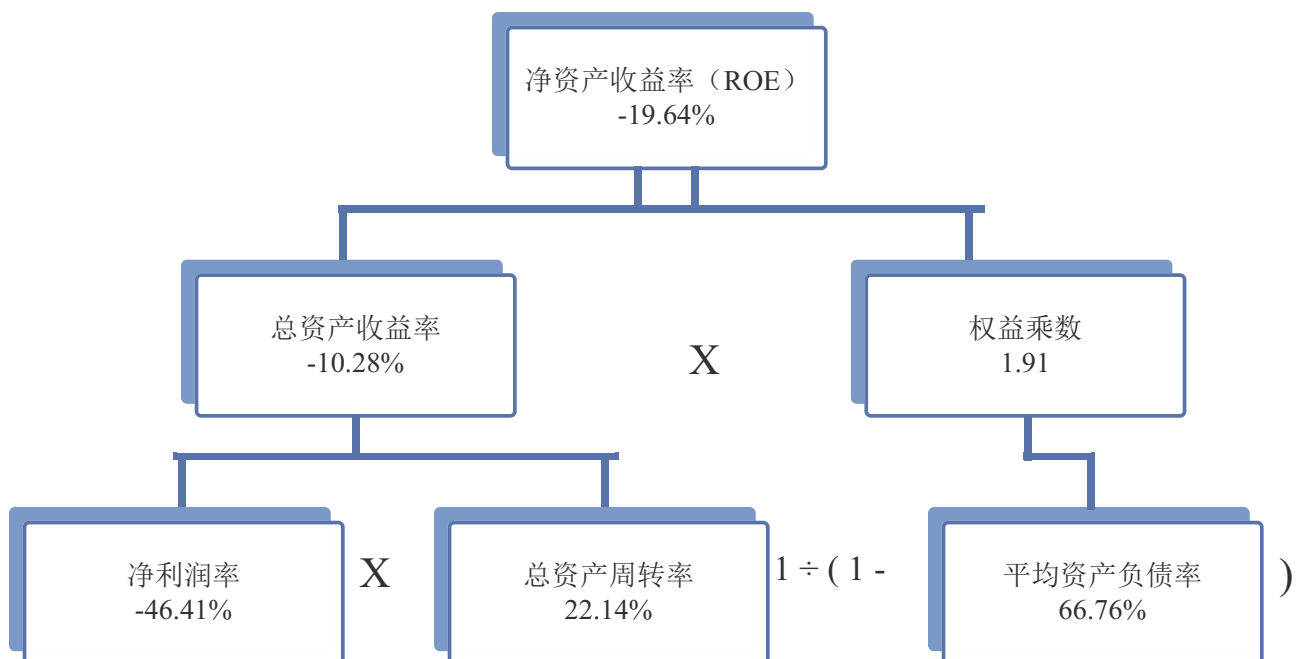 净资产收益率（ROE）
-19.64%
总资产收益率
-10.28%
X
权益乘数
1.91
净利润率
-46.41%
X
总资产周转率
22.14%
1 ÷ ( 1 -
平均资产负债率
66.76%
)